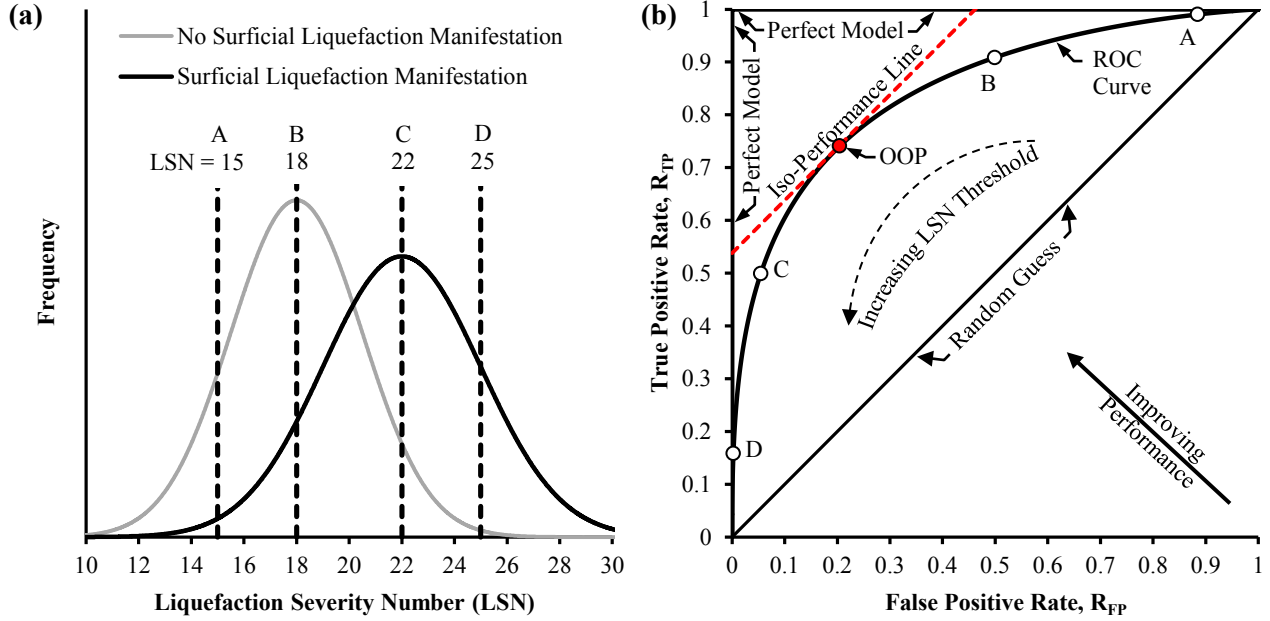 (a)
No Surficial Liquefaction Manifestation
Surficial Liquefaction Manifestation
A B C D
LSN = 15 18 22 25
Frequency
10 12 14 16 18 20 22 24 26 28 30
Liquefaction Severity Number (LSN)
(b)
1
0.9
0.8
0.7
0.6
0.5
0.4
0.3
0.2
0.1
0
True Positive Rate, R_TP
Perfect Model
Perfect Model
Iso-Performance Line
A
B
ROC
Curve
OOP
C
Increasing LSN Threshold
Random Guess
D
Improving
Performance
0 0.1 0.2 0.3 0.4 0.5 0.6 0.7 0.8 0.9 1
False Positive Rate, R_FP